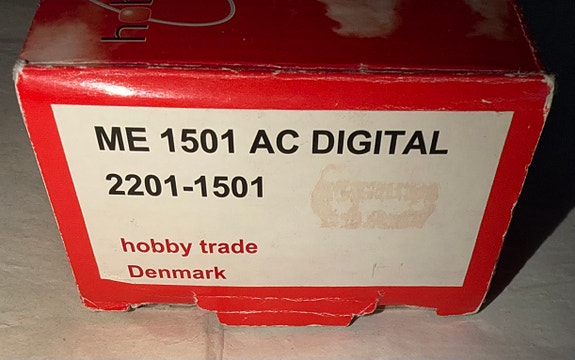 ME 1501 AC DIGITAL
2201-1501
hobby trade
Denmark